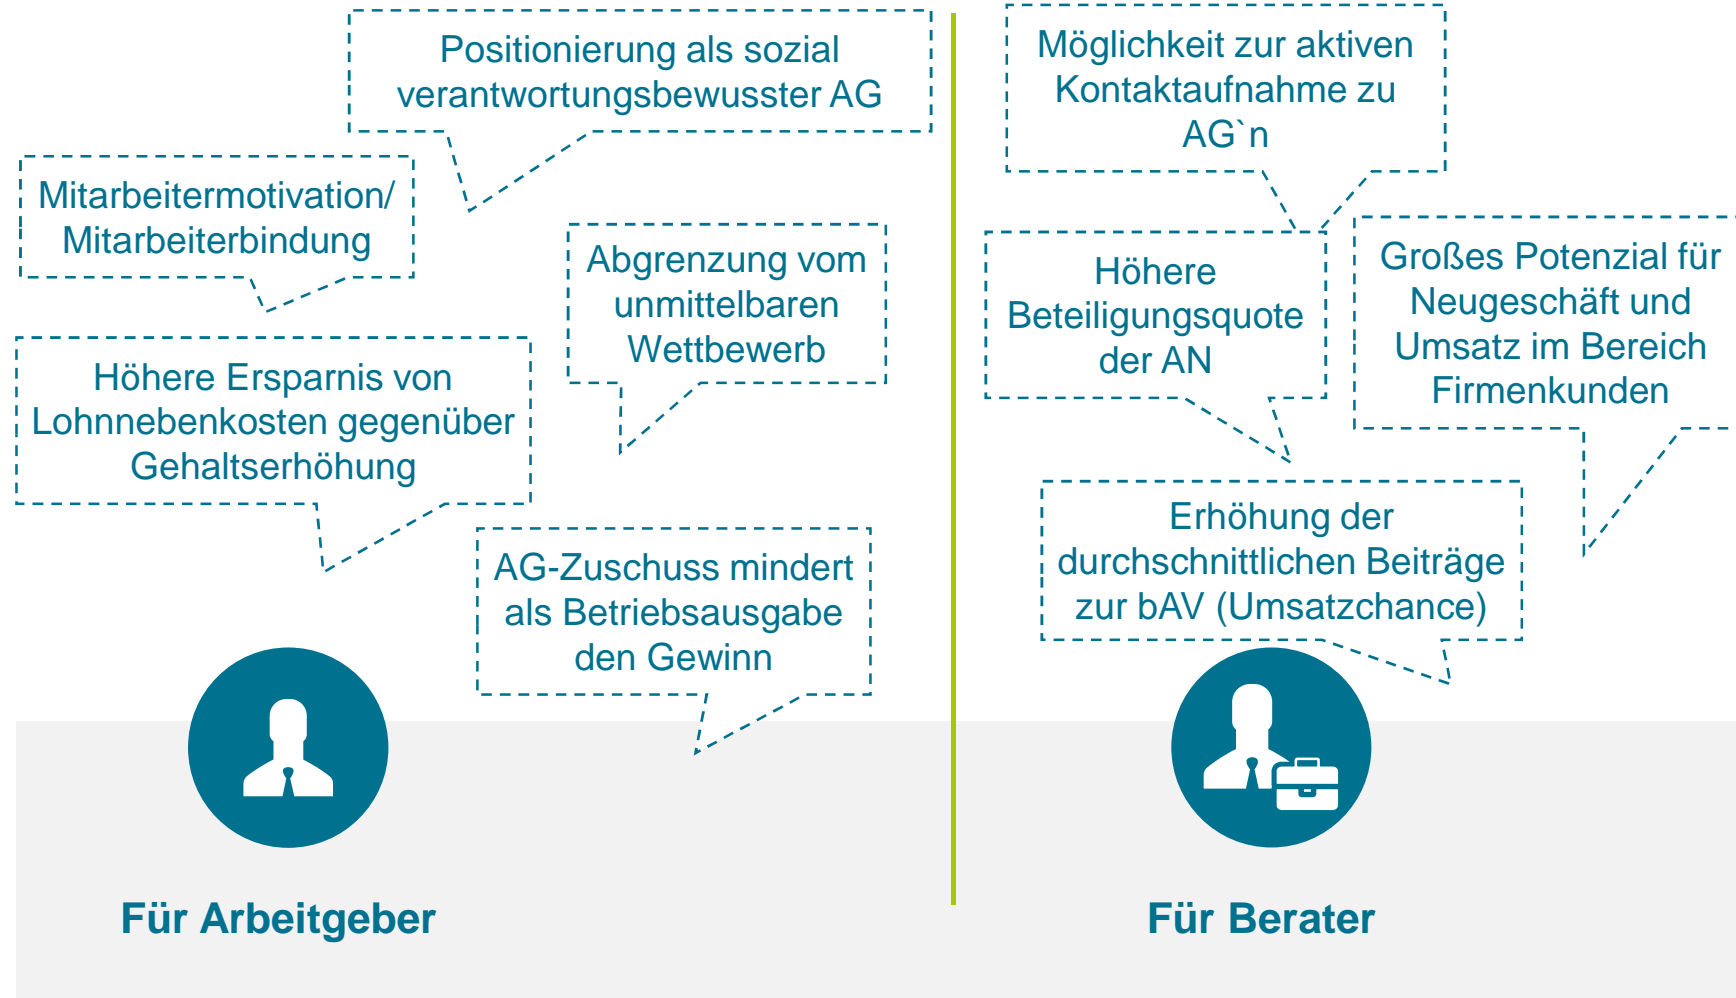 Positionierung als sozial
verantwortungsbewusster AG
Mitarbeitermotivation/
Mitarbeiterbindung
Abgrenzung vom
unmittelbaren
Wettbewerb
Höhere Ersparnis von
Lohnnebenkosten gegenüber
Gehaltserhöhung
AG-Zuschuss mindert
als Betriebsausgabe
den Gewinn
Für Arbeitgeber
Möglichkeit zur aktiven
Kontaktaufnahme zu
AG`n
Höhere
Beteiligungsquote
der AN
Großes Potenzial für
Neugeschäft und
Umsatz im Bereich
Firmenkunden
Erhöhung der
durchschnittlichen Beiträge
zur bAV (Umsatzchance)
Für Berater